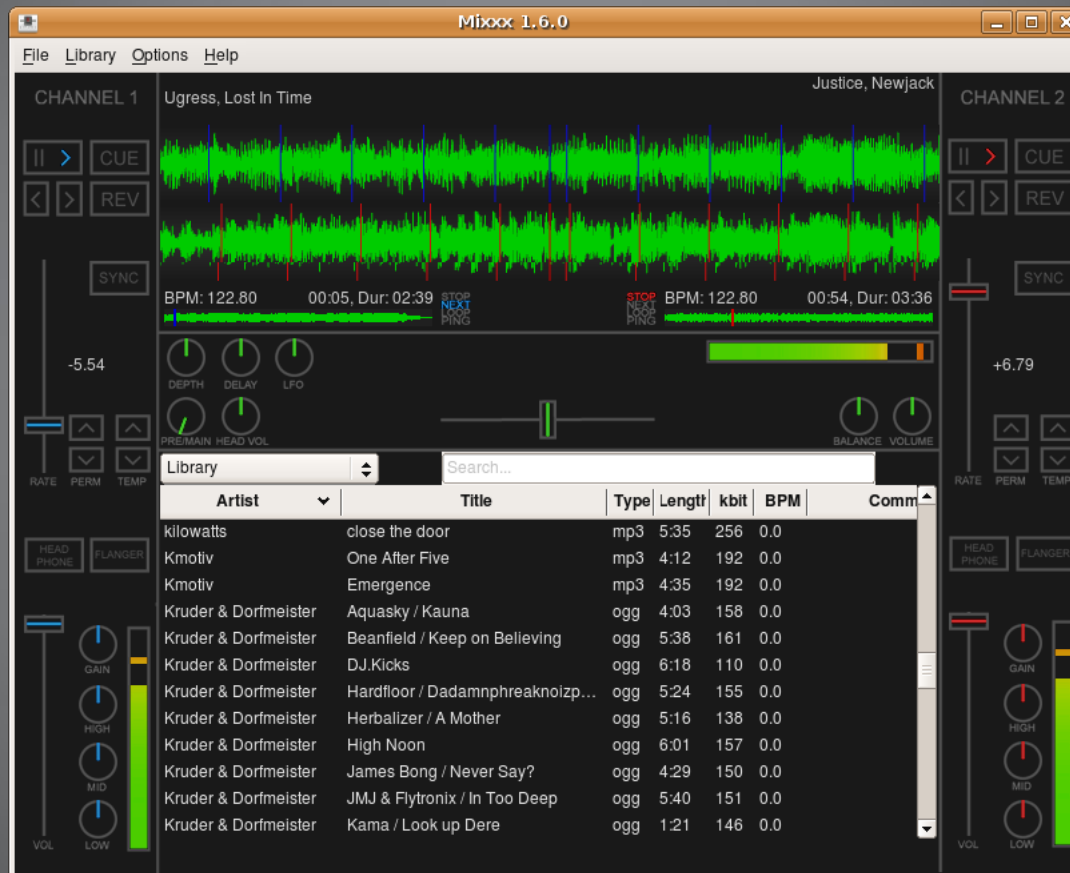 Mixxx 1.6.0
File Library Options Help
CHANNEL 1
Ugress, Lost In Time
Justice, Newjack
CHANNEL 2
CUE
CUE
REV
REV
SYNC
SYNC
BPM: 122.80 00:05, Dur: 02:39
STOP
NEXT
LOOP
PING
STOP
NEXT
LOOP
PING
BPM: 122.80 00:54, Dur: 03:36
-5.54
+6.79
DEPTH DELAY LFO
PRE/MAIN HEAD VOL
BALANCE VOLUME
RATE PERM TEMP
RATE PERM TEMP
Library
Search...
Artist Title Type Length kbit BPM Comm
kilowatts close the door mp3 5:35 256 0.0
Kmotiv One After Five mp3 4:12 192 0.0
Kmotiv Emergence mp3 4:35 192 0.0
Kruder & Dorfmeister Aquasky / Kauna ogg 4:03 158 0.0
Kruder & Dorfmeister Beanfield / Keep on Believing ogg 5:38 161 0.0
Kruder & Dorfmeister DJ.Kicks ogg 6:18 110 0.0
Kruder & Dorfmeister Hardfloor / Dadamnphreaknoizp... ogg 5:24 155 0.0
Kruder & Dorfmeister Herbalizer / A Mother ogg 5:16 138 0.0
Kruder & Dorfmeister High Noon ogg 6:01 157 0.0
Kruder & Dorfmeister James Bong / Never Say? ogg 4:29 150 0.0
Kruder & Dorfmeister JMJ & Flytronix / In Too Deep ogg 5:40 151 0.0
Kruder & Dorfmeister Kama / Look up Dere ogg 1:21 146 0.0
HEAD
PHONE
FLANGER
GAIN
HIGH
MID
VOL LOW
HEAD
PHONE
FLANGER
GAIN
HIGH
MID
VOL LOW